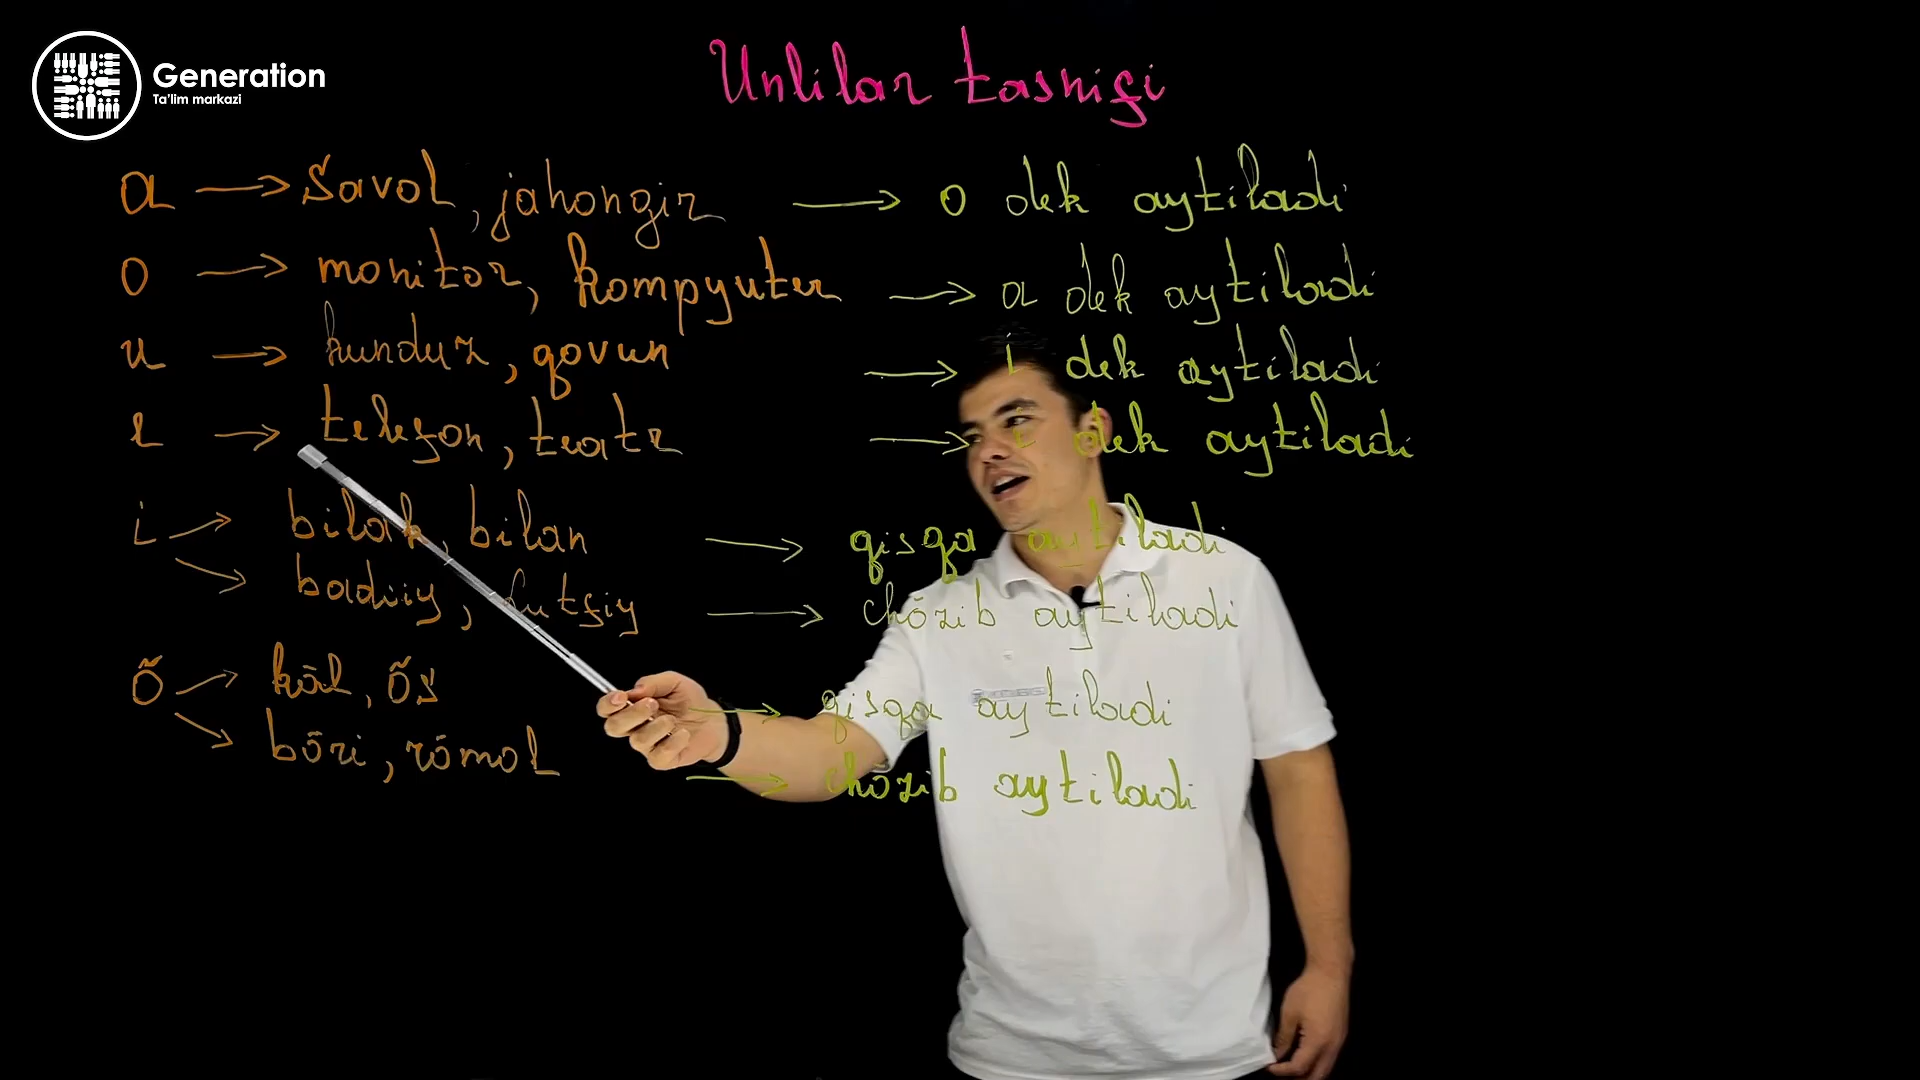 Generation
Ta'lim markazi
Unlilar tasnifi
a → savol, jahongir → o dek aytiladi
o → monitor, kompyuter → a dek aytiladi
u → kunduz, qovun → i dek aytiladi
e → telefon, teatr → i dek aytiladi
i → bilak, bilan → qisqa aytiladi
→ badiiy, lutfiy → chōzib aytiladi
õ → kōl, õs → qisqa aytiladi
→ bōri, rōmol → chōzib aytiladi